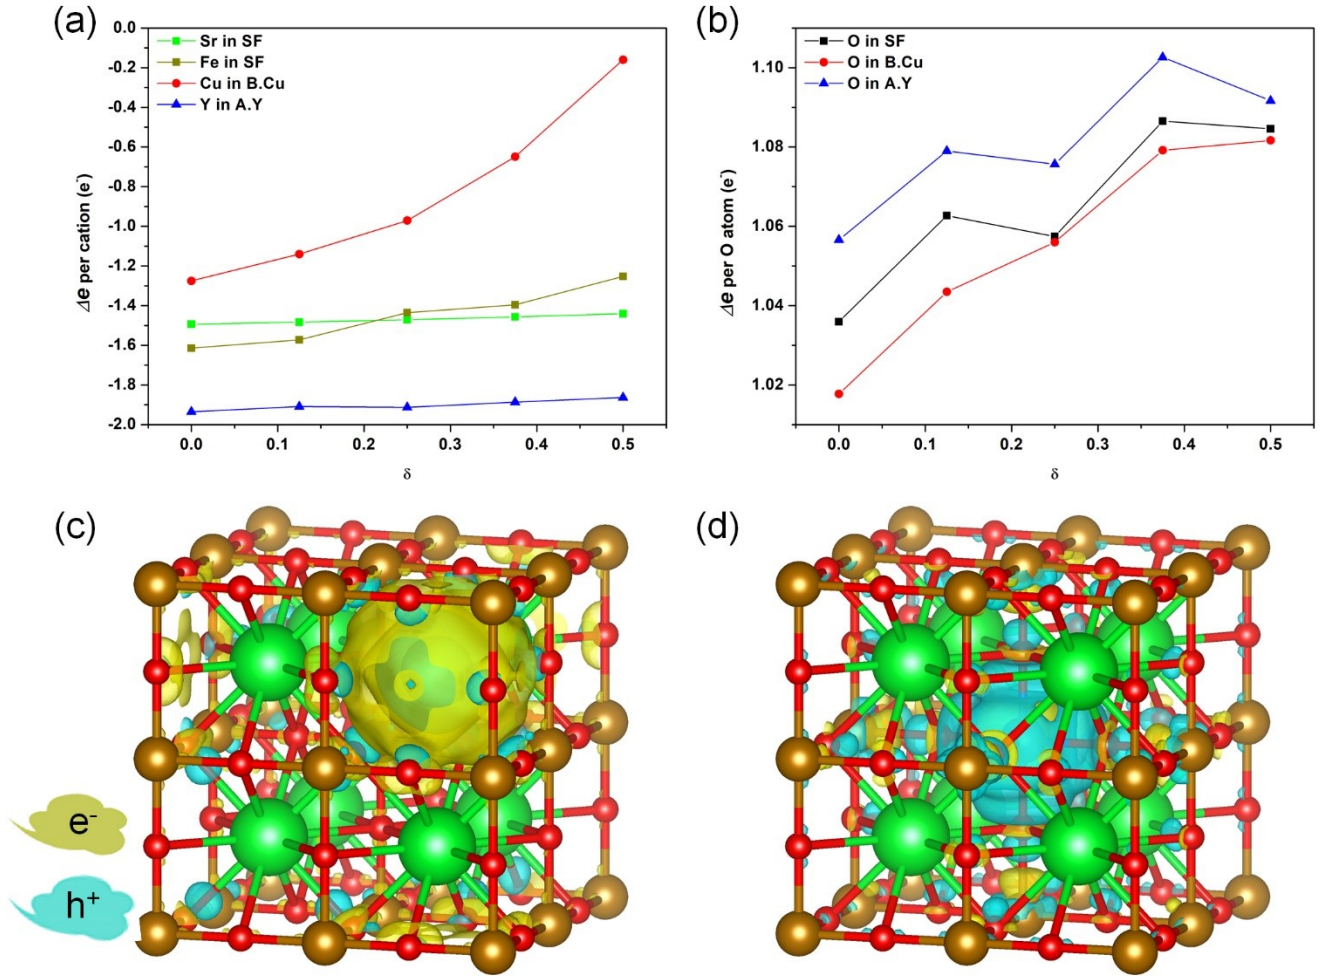 (a)
0.0
-0.2
-0.4
-0.6
-0.8
-1.0
-1.2
-1.4
-1.6
-1.8
-2.0
Δe per cation (e⁻)
Sr in SF
Fe in SF
Cu in B.Cu
Y in A.Y
0.0 0.1 0.2 0.3 0.4 0.5
δ
(b)
1.10
1.08
1.06
1.04
1.02
Δe per O atom (e⁻)
O in SF
O in B.Cu
O in A.Y
0.0 0.1 0.2 0.3 0.4 0.5
δ
(c)
(d)
e⁻
h⁺